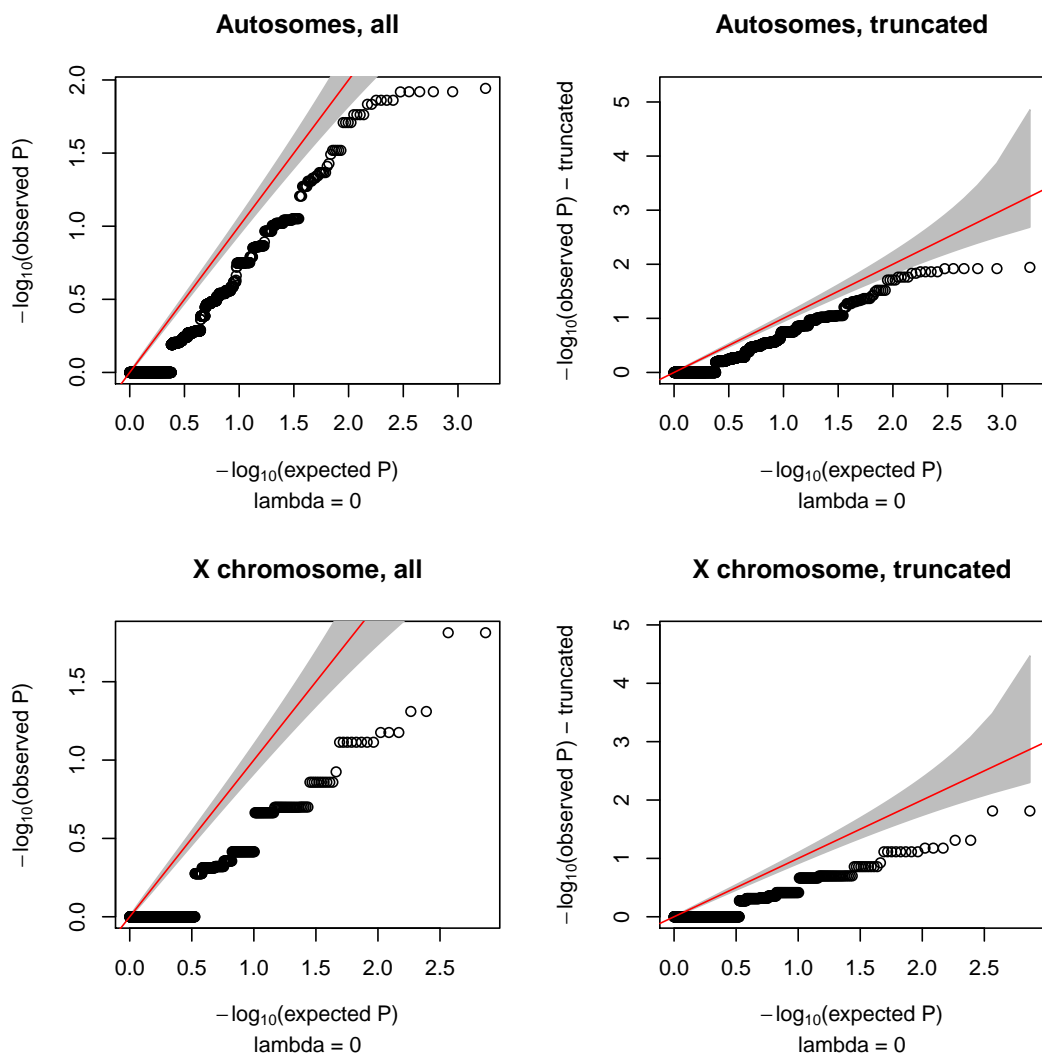 Autosomes, all
−log10(observed P)
0.0 0.5 1.0 1.5 2.0
0.0 0.5 1.0 1.5 2.0 2.5 3.0
−log10(expected P)
lambda = 0
Autosomes, truncated
−log10(observed P) − truncated
0 1 2 3 4 5
0.0 0.5 1.0 1.5 2.0 2.5 3.0
−log10(expected P)
lambda = 0
X chromosome, all
−log10(observed P)
0.0 0.5 1.0 1.5
0.0 0.5 1.0 1.5 2.0 2.5
−log10(expected P)
lambda = 0
X chromosome, truncated
−log10(observed P) − truncated
0 1 2 3 4 5
0.0 0.5 1.0 1.5 2.0 2.5
−log10(expected P)
lambda = 0